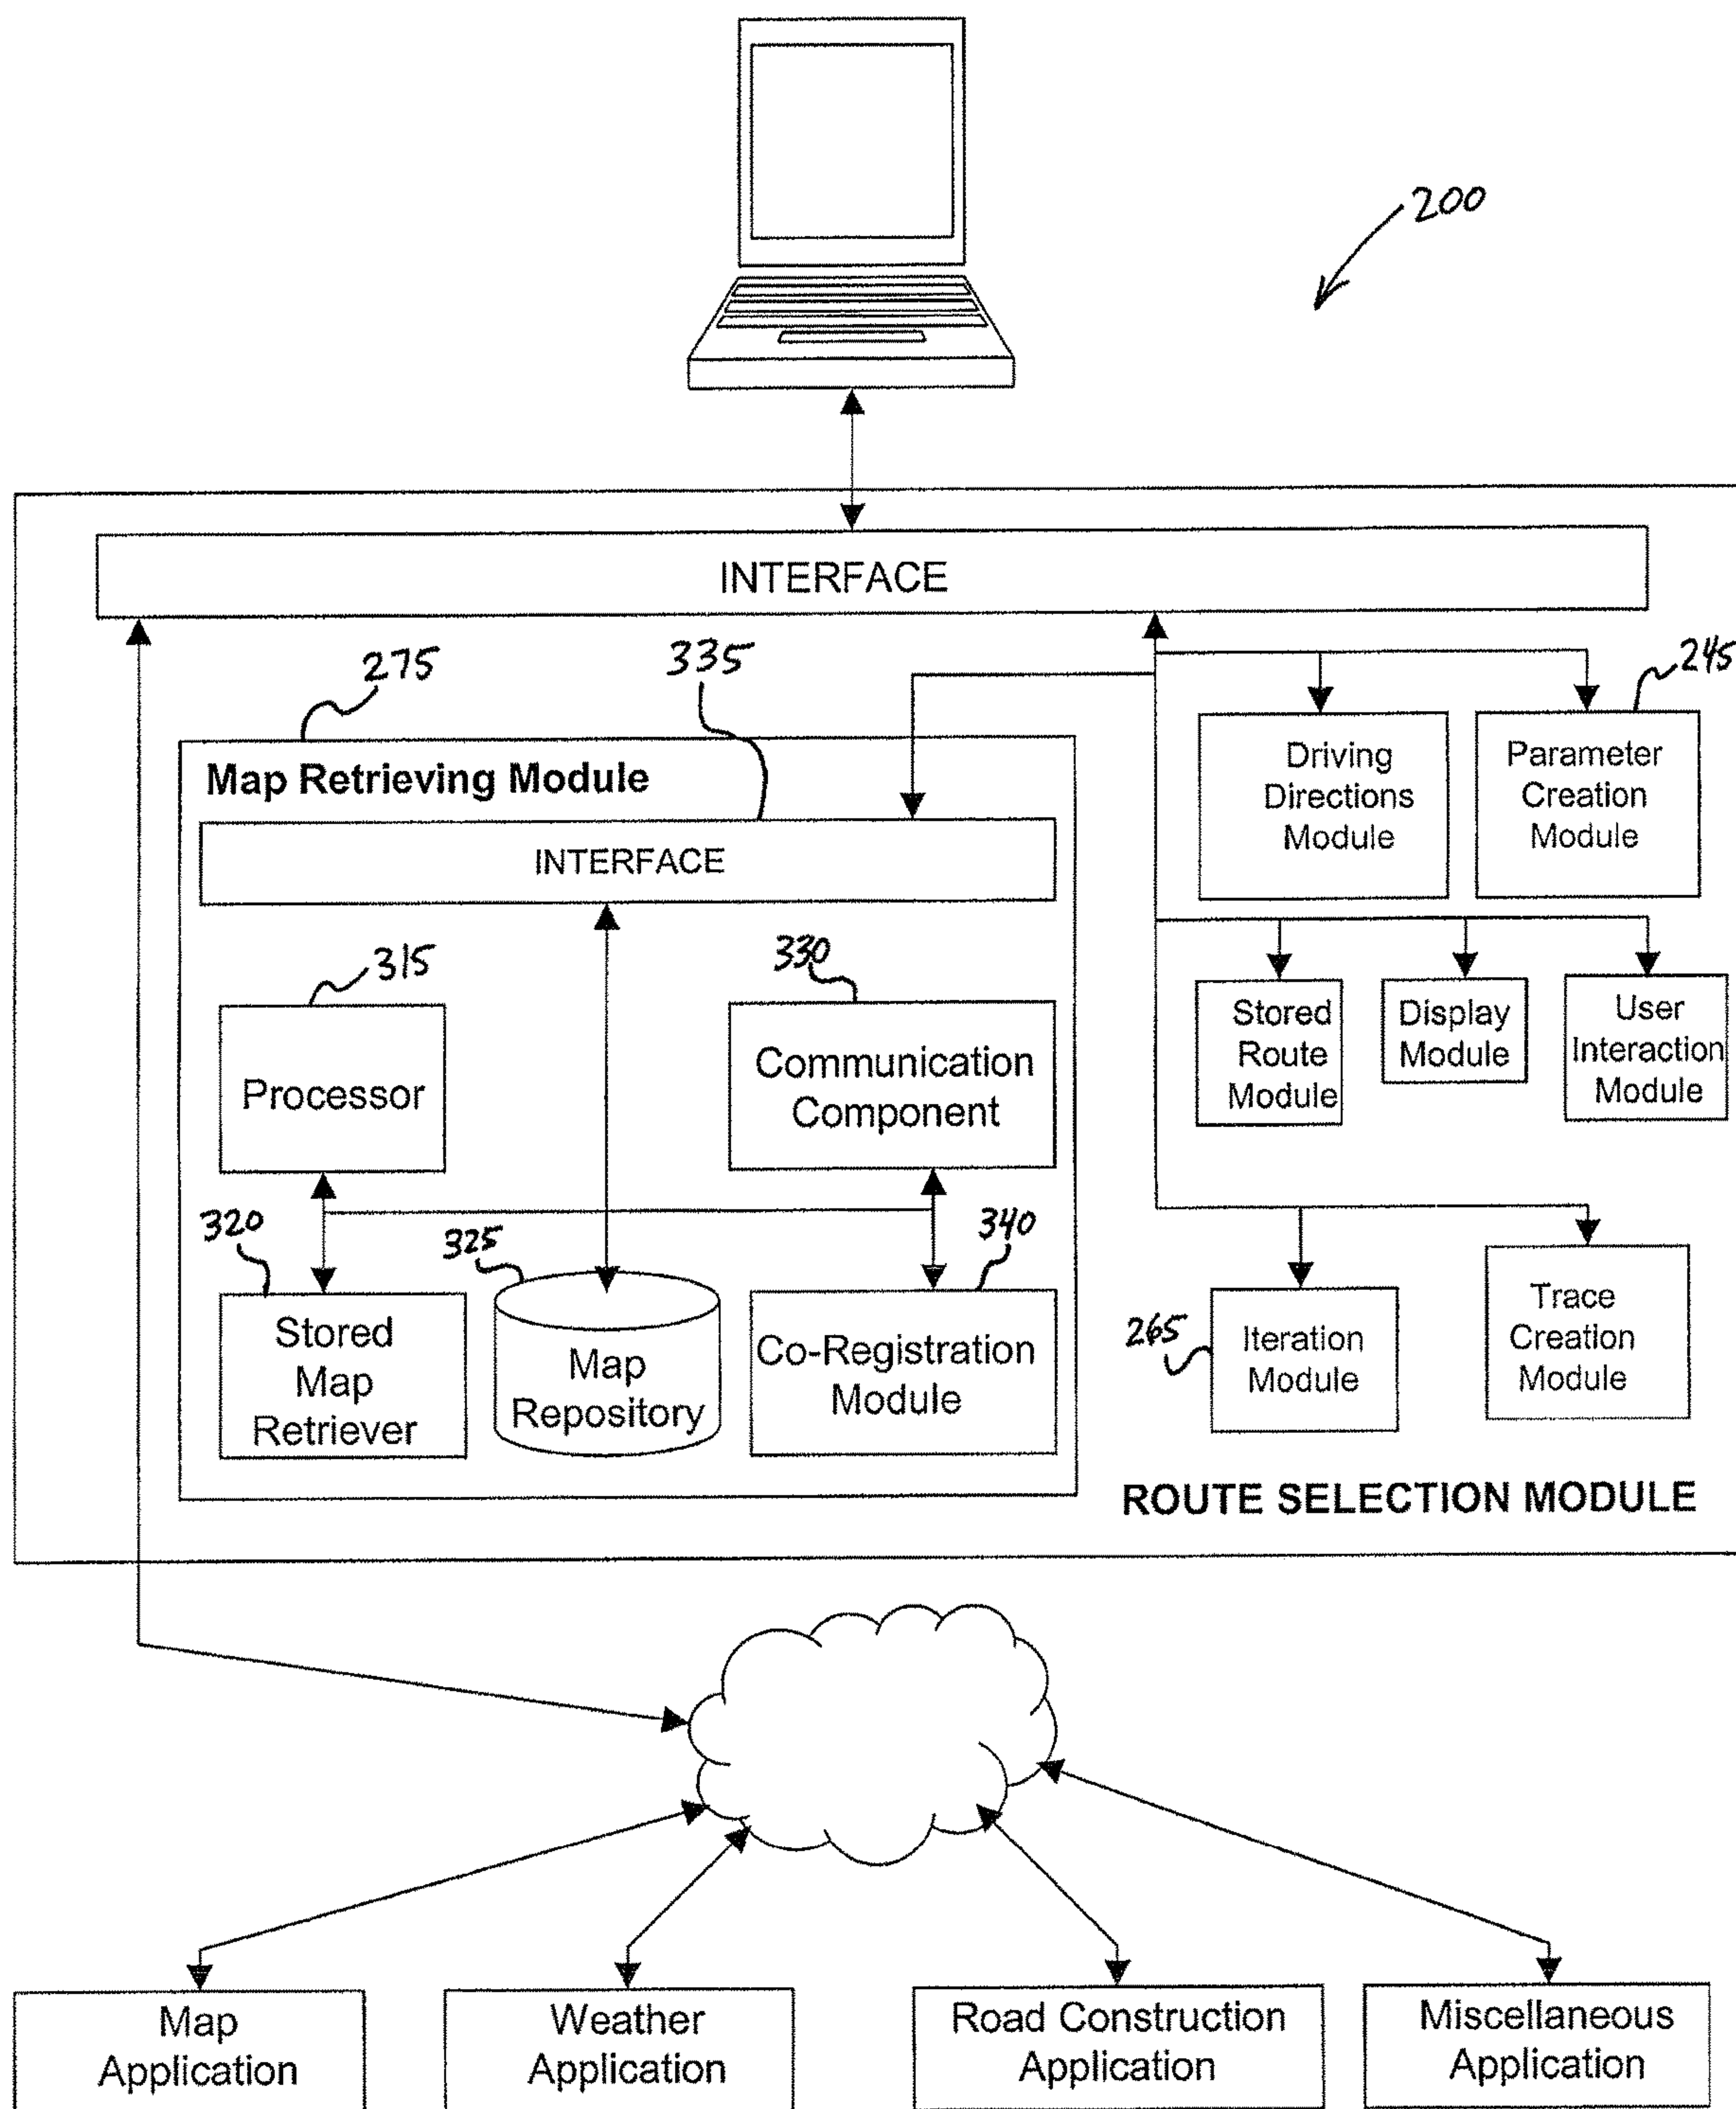 200
INTERFACE
275
335
245
Map Retrieving Module
INTERFACE
Driving
Directions
Module
Parameter
Creation
Module
315
330
Processor
Communication
Component
Stored
Route
Module
Display
Module
User
Interaction
Module
320
325
340
Stored
Map
Retriever
Map
Repository
Co-Registration
Module
265
Iteration
Module
Trace
Creation
Module
ROUTE SELECTION MODULE
Map
Application
Weather
Application
Road Construction
Application
Miscellaneous
Application